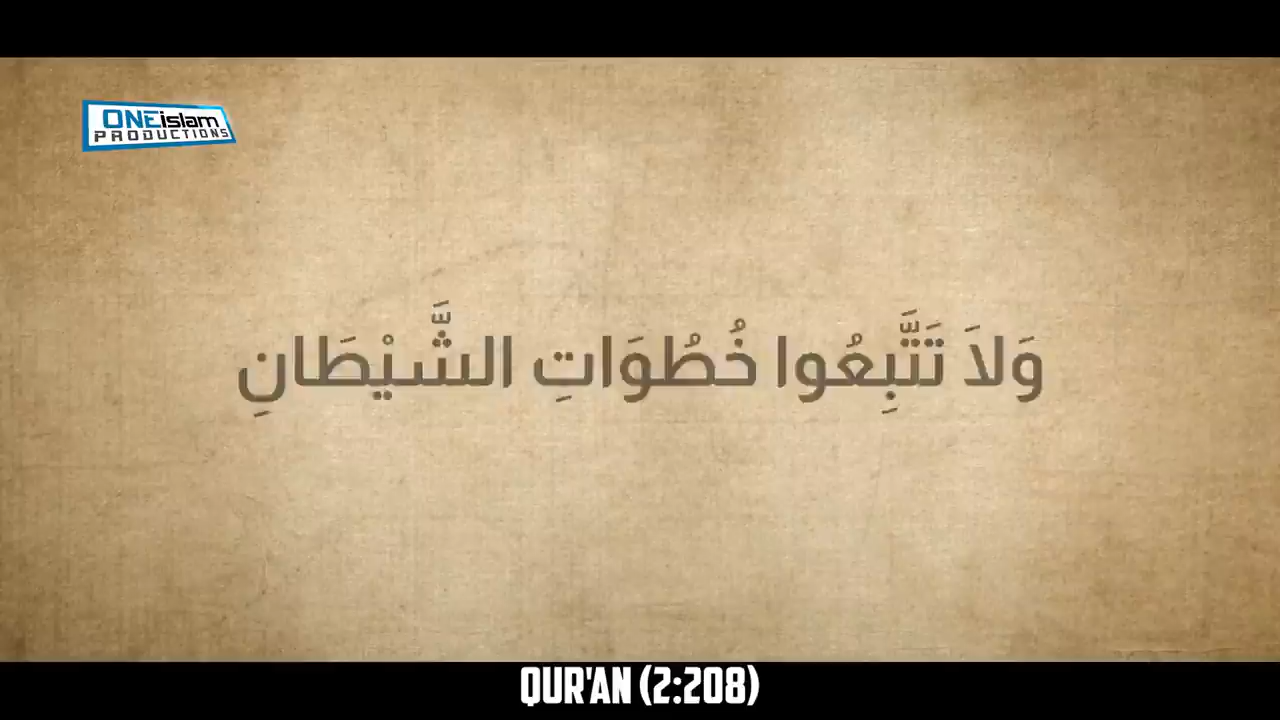 ONEislam
PRODUCTIONS
وَلاَ تَتَّبِعُوا خُطُوَاتِ الشَّيْطَانِ
QUR'AN (2:208)